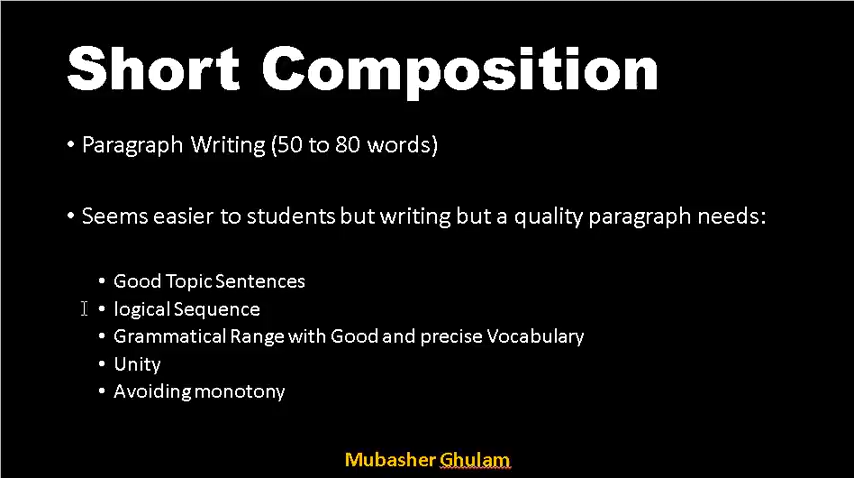 Short Composition
• Paragraph Writing (50 to 80 words)
• Seems easier to students but writing but a quality paragraph needs:
• Good Topic Sentences
• logical Sequence
• Grammatical Range with Good and precise Vocabulary
• Unity
• Avoiding monotony
Mubasher Ghulam